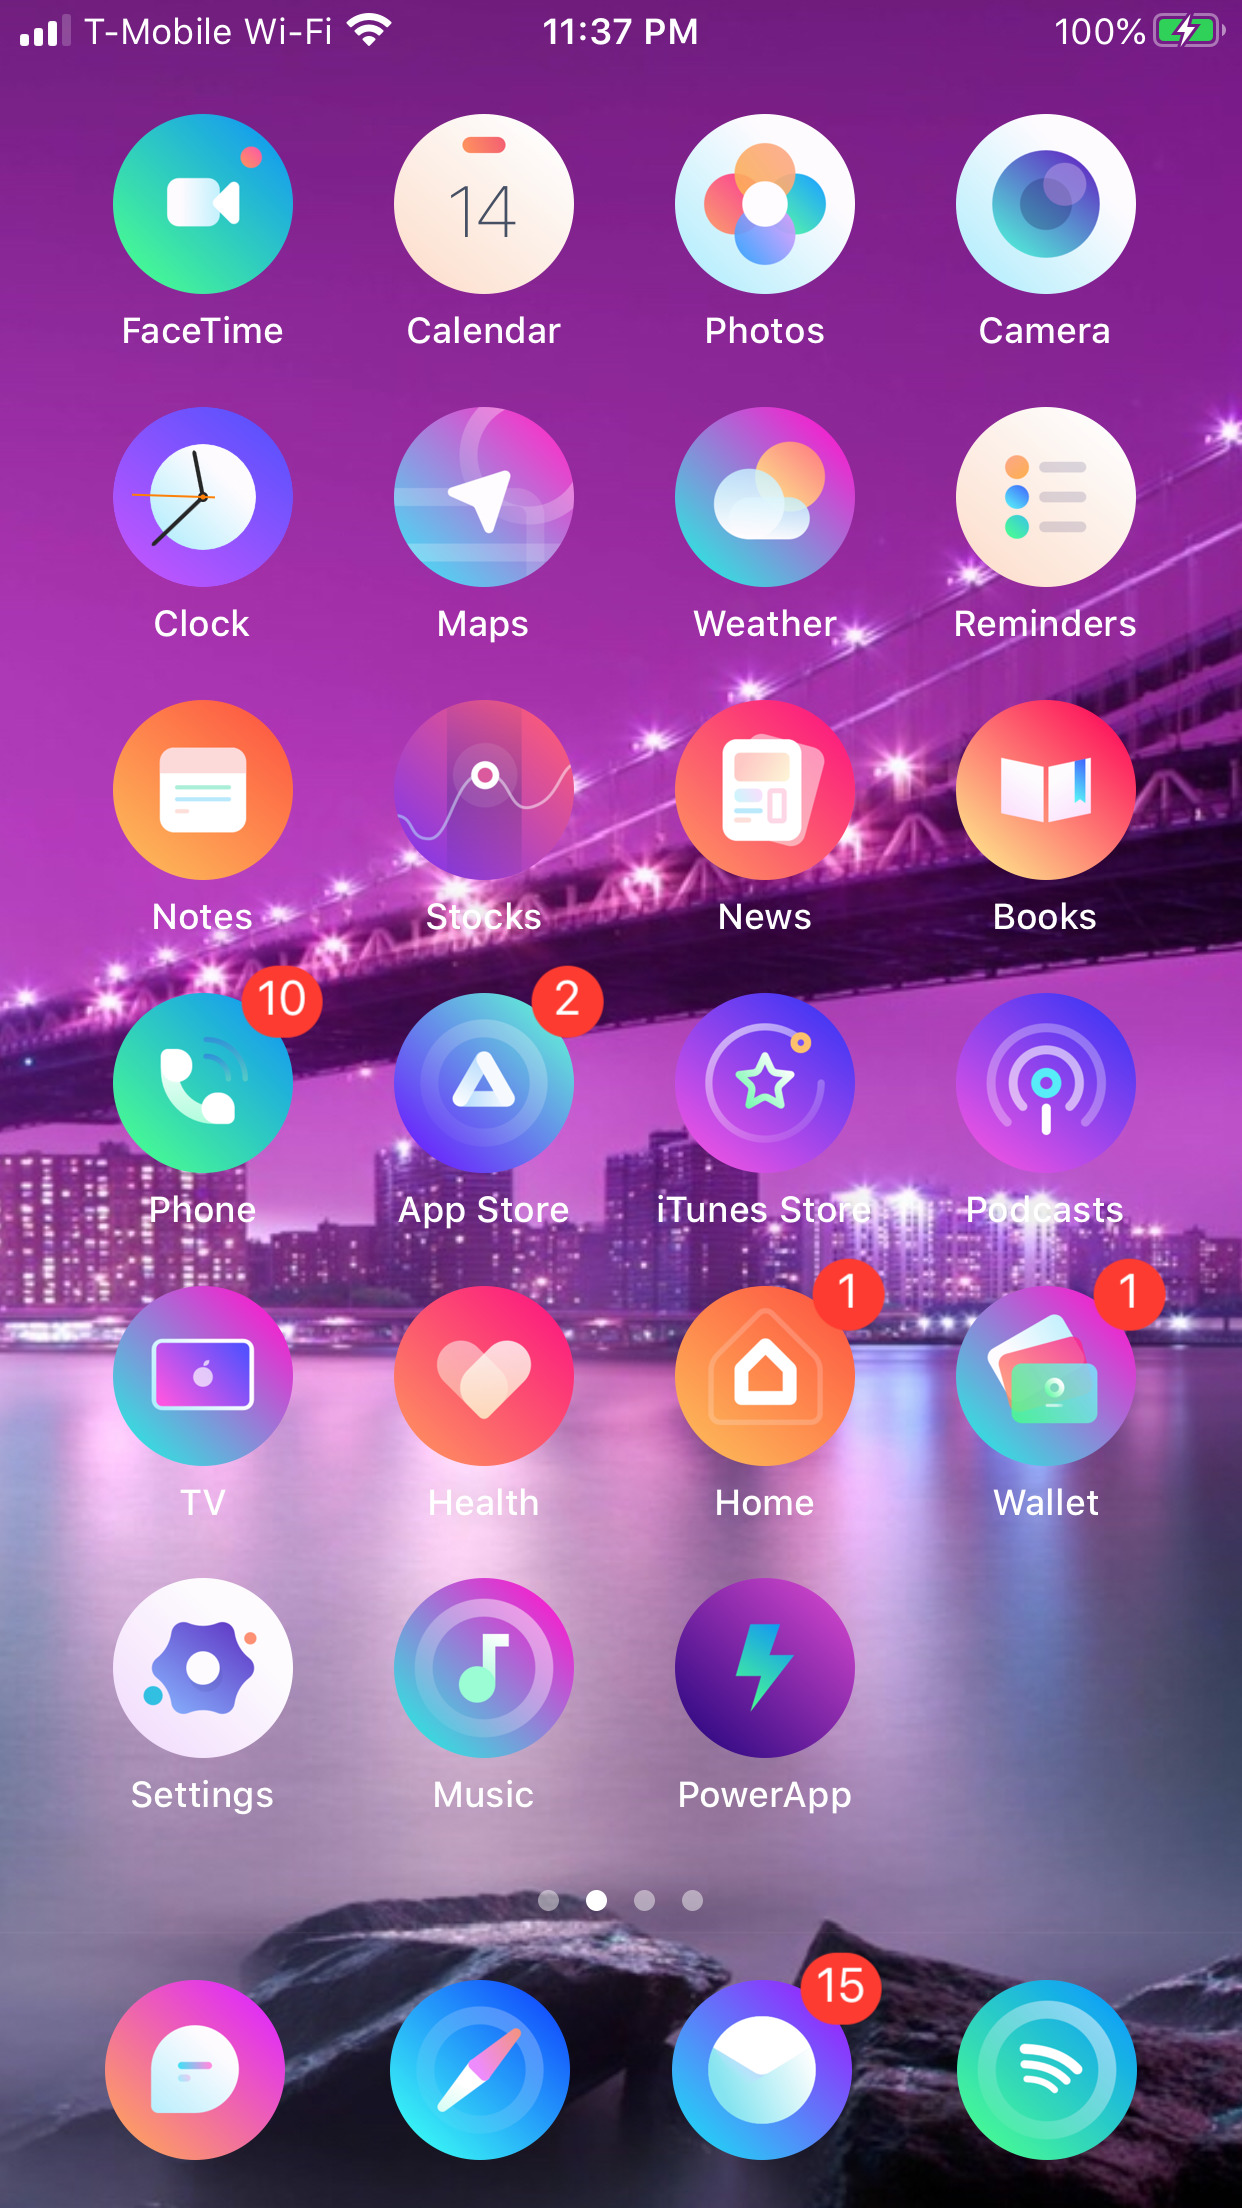 T-Mobile Wi-Fi 11:37 PM 100%
14
FaceTime Calendar Photos Camera
Clock Maps Weather Reminders
Notes Stocks News Books
10 2
Phone App Store iTunes Store Podcasts
1 1
TV Health Home Wallet
Settings Music PowerApp
15